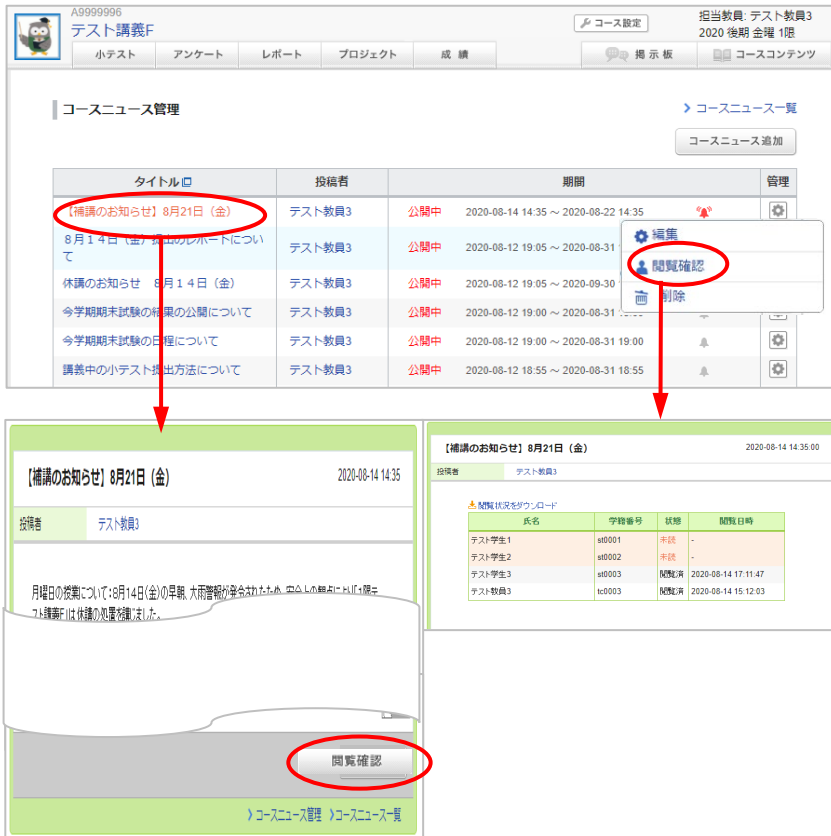 A9999996
テスト講義F
コース設定
担当教員: テスト教員3
2020 後期 金曜 1限
小テスト アンケート レポート プロジェクト 成 績 掲 示 板 コースコンテンツ
コースニュース管理
コースニュース一覧
コースニュース追加
タイトル 投稿者 期間 管理
【補講のお知らせ】8月21日（金） テスト教員3 公開中 2020-08-14 14:35 ～ 2020-08-22 14:35
8月14日（金）提出のレポートについ
て
テスト教員3 公開中 2020-08-12 19:05 ～ 2020-08-31
休講のお知らせ 8月14日（金） テスト教員3 公開中 2020-08-12 19:05 ～ 2020-09-30
今学期期末試験の結果の公開について テスト教員3 公開中 2020-08-12 19:00 ～ 2020-08-31
今学期期末試験の日程について テスト教員3 公開中 2020-08-12 19:00 ～ 2020-08-31 19:00
講義中の小テスト提出方法について テスト教員3 公開中 2020-08-12 18:55 ～ 2020-08-31 18:55
編集
閲覧確認
削除
【補講のお知らせ】8月21日（金） 2020-08-14 14:35
投稿者 テスト教員3
月曜日の授業について：8月14日(金)の早朝、大雨警報が発令されたため、安全上の観点により「1限テ
スト講義F」は休講の処置を講じました。
閲覧確認
コースニュース管理 コースニュース一覧
【補講のお知らせ】8月21日（金） 2020-08-14 14:35:00
投稿者 テスト教員3
閲覧状況をダウンロード
氏名 学籍番号 状態 閲覧日時
テスト学生1 st0001 未読 -
テスト学生2 st0002 未読 -
テスト学生3 st0003 閲覧済 2020-08-14 17:11:47
テスト教員3 tc0003 閲覧済 2020-08-14 15:12:03